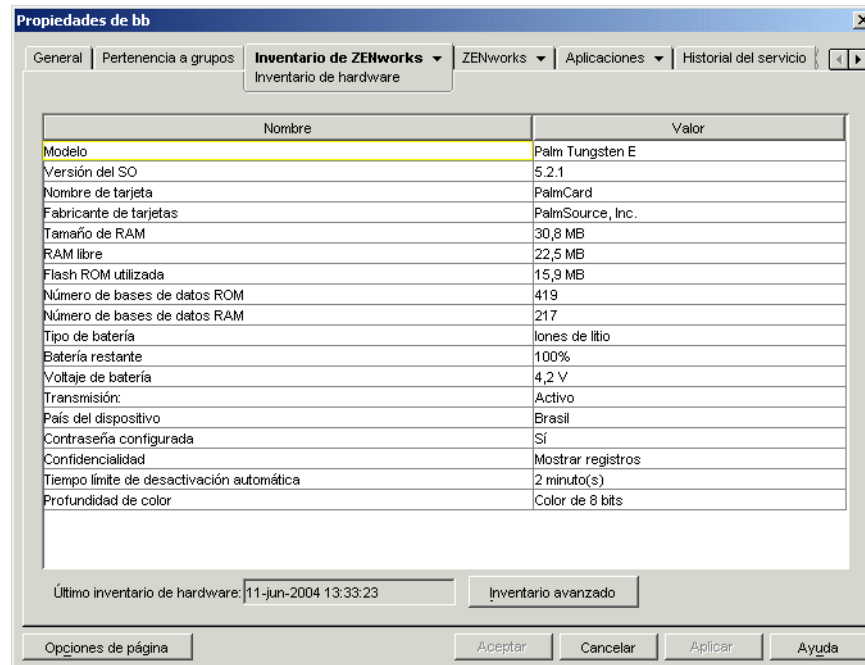 Propiedades de bb
General Pertenencia a grupos Inventario de ZENworks ZENworks Aplicaciones Historial del servicio
Inventario de hardware
Nombre Valor
Modelo Palm Tungsten E
Versión del SO 5.2.1
Nombre de tarjeta PalmCard
Fabricante de tarjetas PalmSource, Inc.
Tamaño de RAM 30,8 MB
RAM libre 22,5 MB
Flash ROM utilizada 15,9 MB
Número de bases de datos ROM 419
Número de bases de datos RAM 217
Tipo de batería Iones de litio
Batería restante 100%
Voltaje de batería 4,2 V
Transmisión: Activo
País del dispositivo Brasil
Contraseña configurada Sí
Confidencialidad Mostrar registros
Tiempo límite de desactivación automática 2 minuto(s)
Profundidad de color Color de 8 bits
Último inventario de hardware: 11-jun-2004 13:33:23 Inventario avanzado
Opciones de página Aceptar Cancelar Aplicar Ayuda